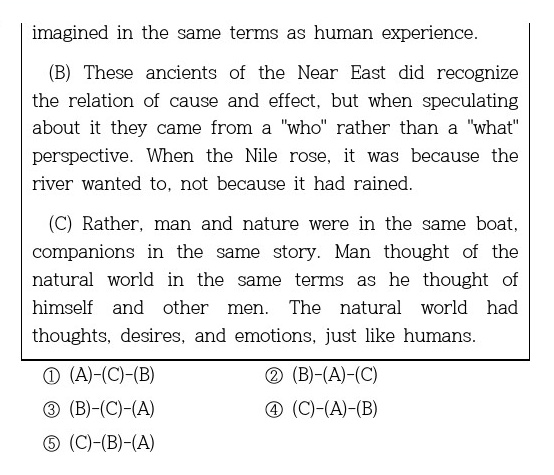 imagined in the same terms as human experience.
(B) These ancients of the Near East did recognize
the relation of cause and effect, but when speculating
about it they came from a "who" rather than a "what"
perspective. When the Nile rose, it was because the
river wanted to, not because it had rained.
(C) Rather, man and nature were in the same boat,
companions in the same story. Man thought of the
natural world in the same terms as he thought of
himself and other men. The natural world had
thoughts, desires, and emotions, just like humans.
① (A)-(C)-(B) ② (B)-(A)-(C)
③ (B)-(C)-(A) ④ (C)-(A)-(B)
⑤ (C)-(B)-(A)